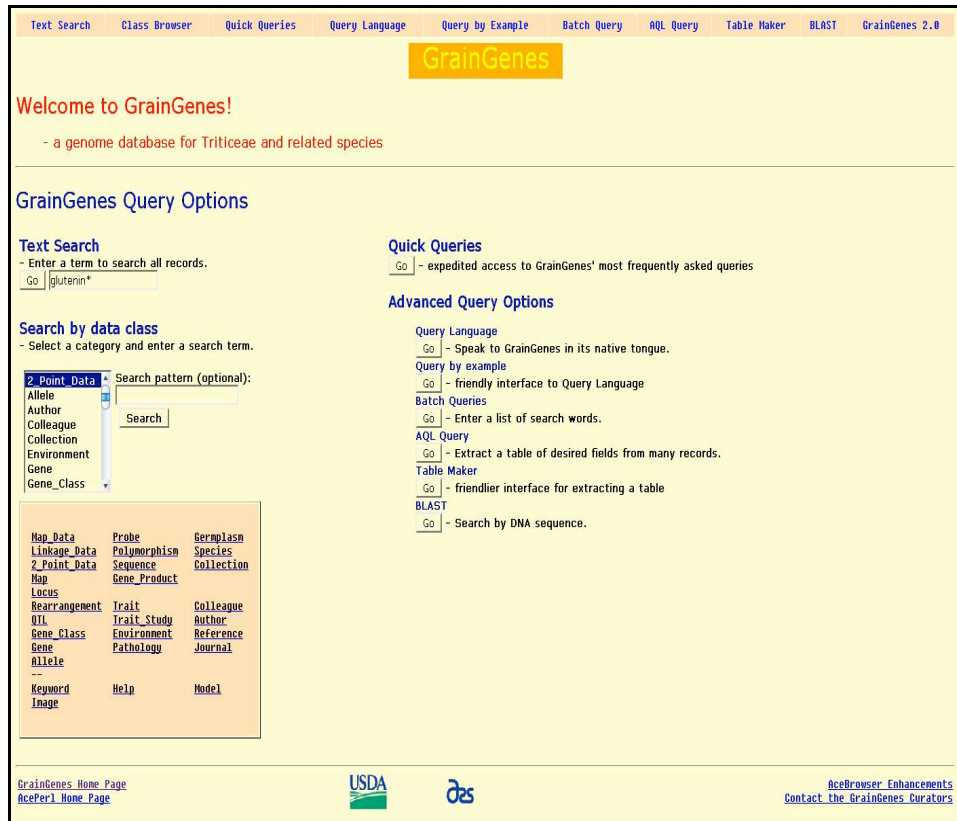 Text Search Class Browser Quick Queries Query Language Query by Example Batch Query AQL Query Table Maker BLAST GrainGenes 2.0
GrainGenes
Welcome to GrainGenes!
- a genome database for Triticeae and related species
GrainGenes Query Options
Text Search
- Enter a term to search all records.
Go glutenin*
Search by data class
- Select a category and enter a search term.
2_Point_Data
Allele
Author
Colleague
Collection
Environment
Gene
Gene_Class
Search pattern (optional):
Search
Map_Data Probe Germplasm
Linkage_Data Polymorphism Species
2_Point_Data Sequence Collection
Map Gene_Product
Locus
Rearrangement Trait Colleague
QTL Trait_Study Author
Gene_Class Environment Reference
Gene Pathology Journal
Allele
--
Keyword Help Model
Image
Quick Queries
Go - expedited access to GrainGenes' most frequently asked queries
Advanced Query Options
Query Language
Go - Speak to GrainGenes in its native tongue.
Query by example
Go - friendly interface to Query Language
Batch Queries
Go - Enter a list of search words.
AQL Query
Go - Extract a table of desired fields from many records.
Table Maker
Go - friendlier interface for extracting a table
BLAST
Go - Search by DNA sequence.
GrainGenes Home Page
AcePerl Home Page
USDA
ars
AceBrowser Enhancements
Contact the GrainGenes Curators